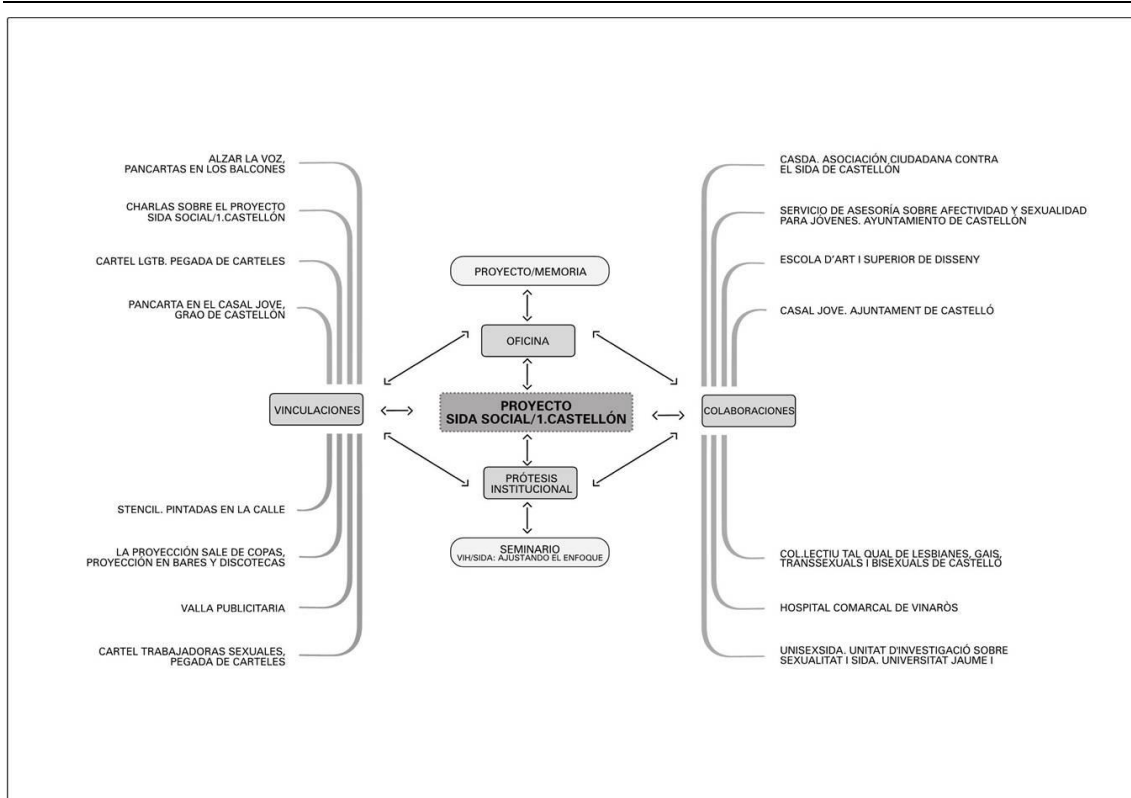 ALZAR LA VOZ,
PANCARTAS EN LOS BALCONES
CHARLAS SOBRE EL PROYECTO
SIDA SOCIAL/1.CASTELLÓN
CARTEL LGTB. PEGADA DE CARTELES
PANCARTA EN EL CASAL JOVE,
GRAO DE CASTELLÓN
VINCULACIONES
STENCIL. PINTADAS EN LA CALLE
LA PROYECCIÓN SALE DE COPAS,
PROYECCIÓN EN BARES Y DISCOTECAS
VALLA PUBLICITARIA
CARTEL TRABAJADORAS SEXUALES,
PEGADA DE CARTELES
PROYECTO/MEMORIA
OFICINA
PROYECTO
SIDA SOCIAL/1.CASTELLÓN
PRÓTESIS
INSTITUCIONAL
SEMINARIO
VIH/SIDA: AJUSTANDO EL ENFOQUE
CASDA. ASOCIACIÓN CIUDADANA CONTRA
EL SIDA DE CASTELLÓN
SERVICIO DE ASESORÍA SOBRE AFECTIVIDAD Y SEXUALIDAD
PARA JÓVENES. AYUNTAMIENTO DE CASTELLÓN
ESCOLA D'ART I SUPERIOR DE DISSENY
CASAL JOVE. AJUNTAMENT DE CASTELLÓ
COLABORACIONES
COL.LECTIU TAL QUAL DE LESBIANES, GAIS,
TRANSSEXUALS I BISEXUALS DE CASTELLÓ
HOSPITAL COMARCAL DE VINARÒS
UNISEXSIDA. UNITAT D'INVESTIGACIÓ SOBRE
SEXUALITAT I SIDA. UNIVERSITAT JAUME I